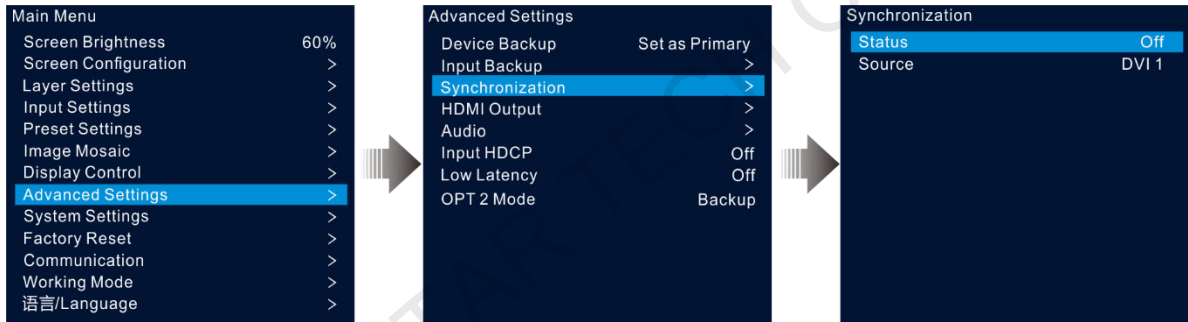 Main Menu
Screen Brightness 60%
Screen Configuration >
Layer Settings >
Input Settings >
Preset Settings >
Image Mosaic >
Display Control >
Advanced Settings >
System Settings >
Factory Reset >
Communication >
Working Mode >
语言/Language >
Advanced Settings
Device Backup Set as Primary
Input Backup >
Synchronization >
HDMI Output >
Audio >
Input HDCP Off
Low Latency Off
OPT 2 Mode Backup
Synchronization
Status Off
Source DVI 1